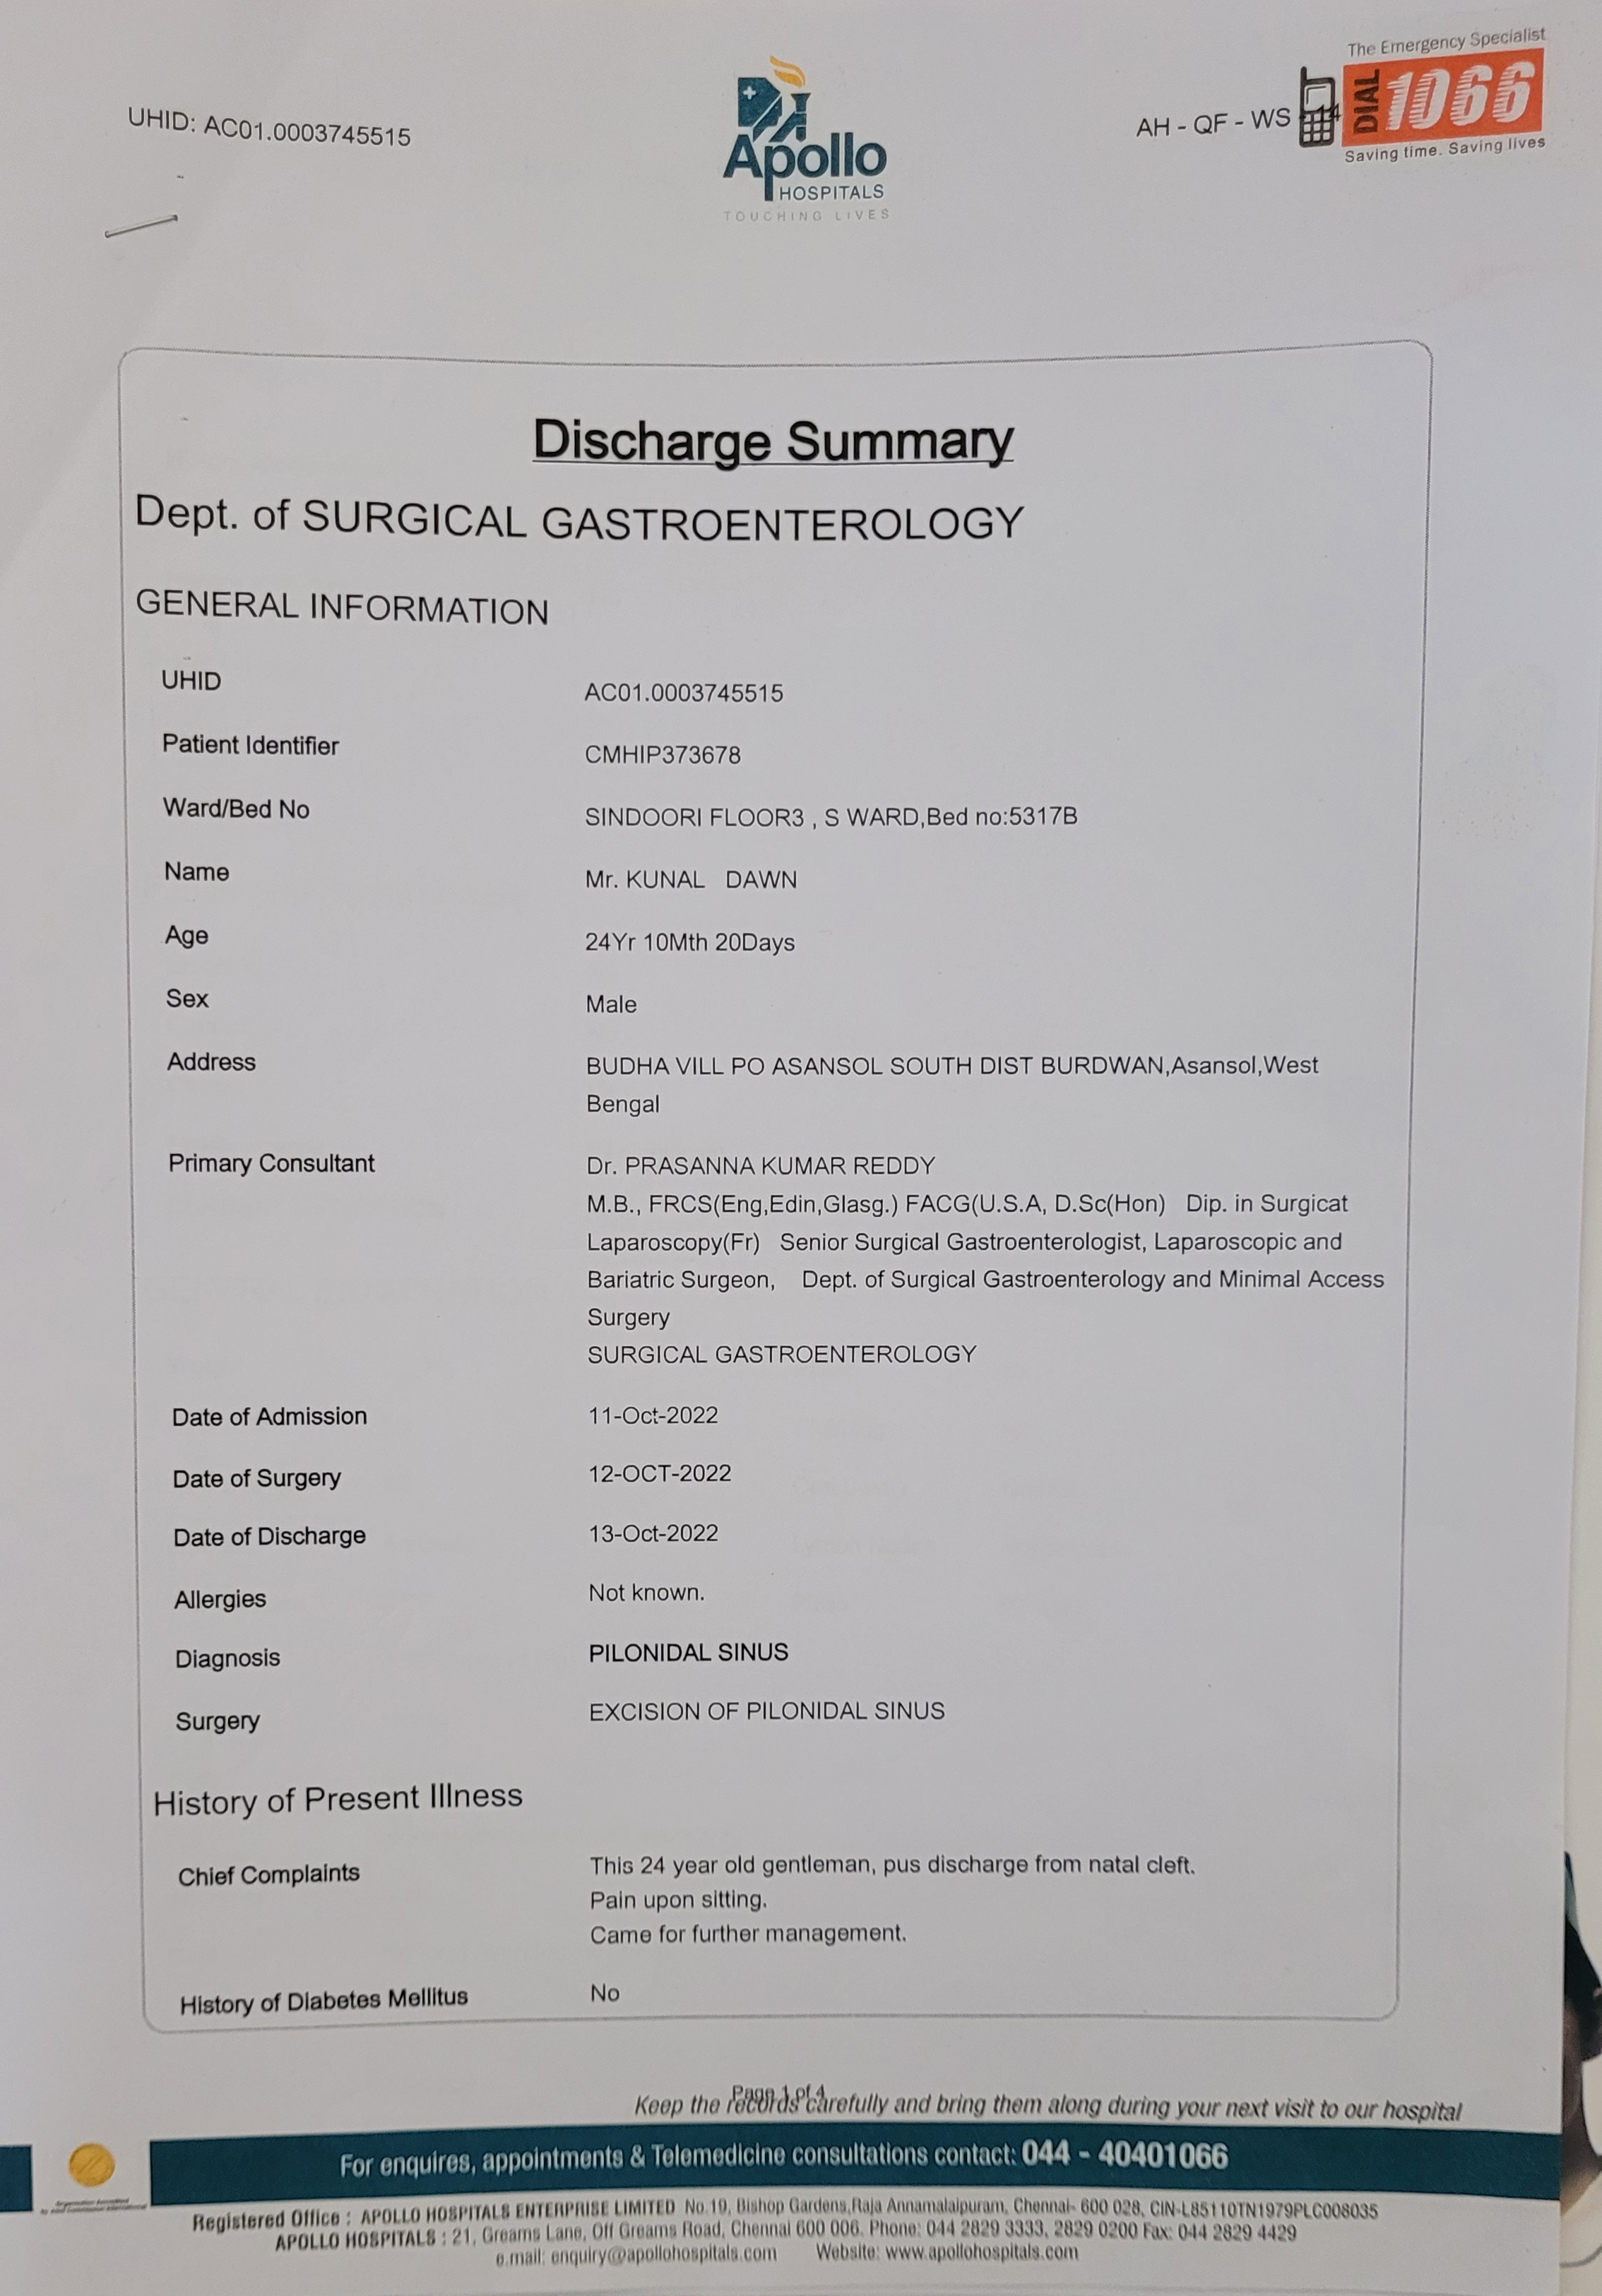 The Emergency Specialist
UHID: AC01.0003745515
AH - QF - WS - 14
DIAL 1066
Saving time. Saving lives
Apollo
HOSPITALS
TOUCHING LIVES
Discharge Summary
Dept. of SURGICAL GASTROENTEROLOGY
GENERAL INFORMATION
UHID AC01.0003745515
Patient Identifier CMHIP373678
Ward/Bed No SINDOORI FLOOR3 , S WARD,Bed no:5317B
Name Mr. KUNAL DAWN
Age 24Yr 10Mth 20Days
Sex Male
Address BUDHA VILL PO ASANSOL SOUTH DIST BURDWAN,Asansol,West
Bengal
Primary Consultant Dr. PRASANNA KUMAR REDDY
M.B., FRCS(Eng,Edin,Glasg.) FACG(U.S.A, D.Sc(Hon) Dip. in Surgicat
Laparoscopy(Fr) Senior Surgical Gastroenterologist, Laparoscopic and
Bariatric Surgeon, Dept. of Surgical Gastroenterology and Minimal Access
Surgery
SURGICAL GASTROENTEROLOGY
Date of Admission 11-Oct-2022
Date of Surgery 12-OCT-2022
Date of Discharge 13-Oct-2022
Allergies Not known.
Diagnosis PILONIDAL SINUS
Surgery EXCISION OF PILONIDAL SINUS
History of Present Illness
Chief Complaints This 24 year old gentleman, pus discharge from natal cleft.
Pain upon sitting.
Came for further management.
History of Diabetes Mellitus No
Page 1 of 4
Keep the records carefully and bring them along during your next visit to our hospital
For enquires, appointments & Telemedicine consultations contact: 044 - 40401066
Registered Office : APOLLO HOSPITALS ENTERPRISE LIMITED No.19, Bishop Gardens,Raja Annamalaipuram, Chennai- 600 028, CIN-L85110TN1979PLC008035
APOLLO HOSPITALS : 21, Greams Lane, Off Greams Road, Chennai 600 006. Phone: 044 2829 3333, 2829 0200 Fax: 044 2829 4429
e.mail: enquiry@apollohospitals.com Website: www.apollohospitals.com